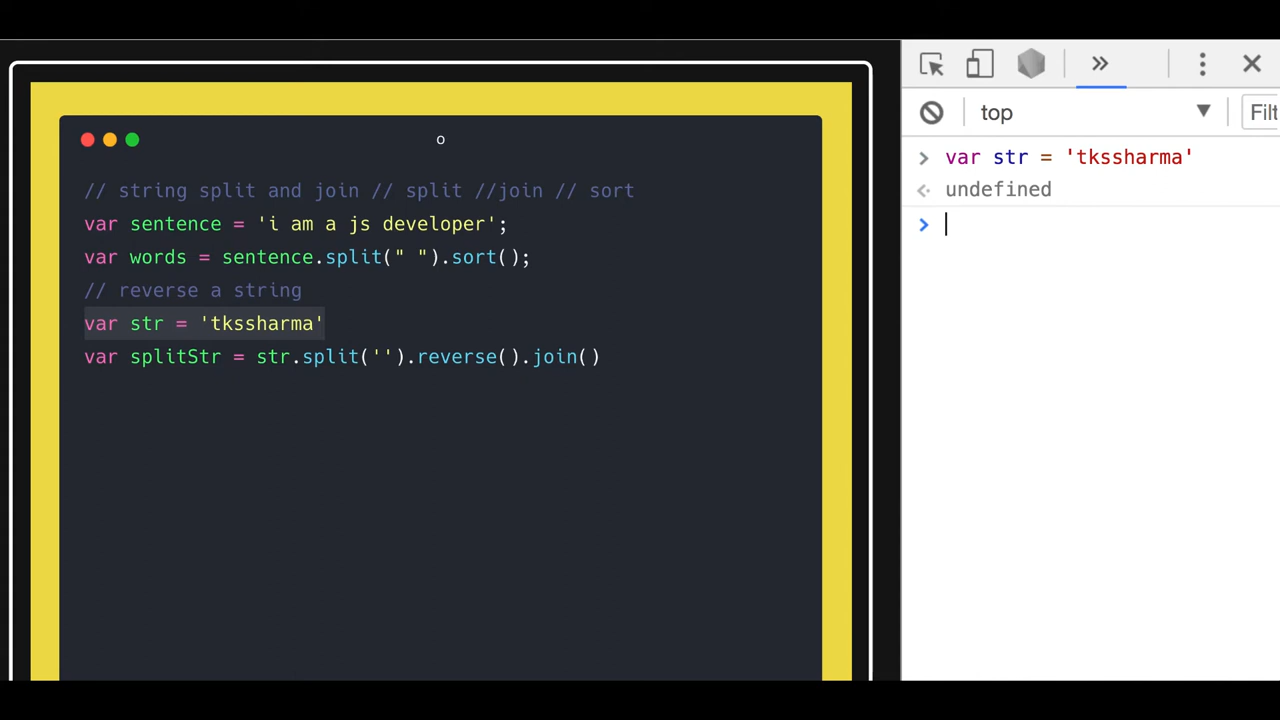 o
// string split and join // split //join // sort
var sentence = 'i am a js developer';
var words = sentence.split(" ").sort();
// reverse a string
var str = 'tkssharma'
var splitStr = str.split('').reverse().join()
top
Filt
> var str = 'tkssharma'
undefined
>